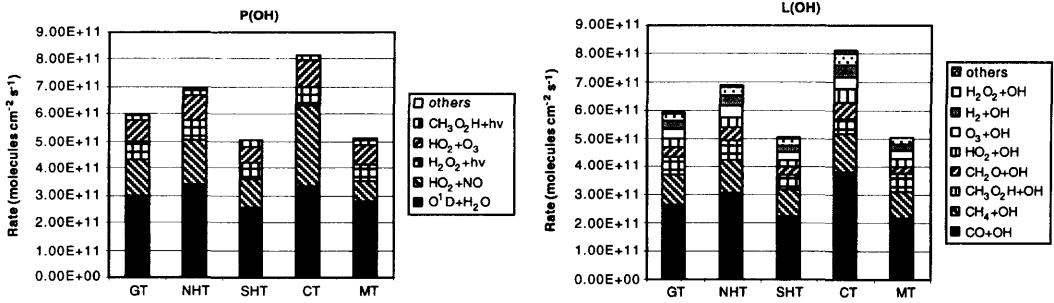 P(OH)
Rate (molecules cm⁻² s⁻¹)
9.00E+11
8.00E+11
7.00E+11
6.00E+11
5.00E+11
4.00E+11
3.00E+11
2.00E+11
1.00E+11
0.00E+00
GT NHT SHT CT MT
others
CH₃O₂H+hv
HO₂+O₃
H₂O₂+hv
HO₂+NO
O¹D+H₂O
L(OH)
Rate (molecules cm⁻² s⁻¹)
9.00E+11
8.00E+11
7.00E+11
6.00E+11
5.00E+11
4.00E+11
3.00E+11
2.00E+11
1.00E+11
0.00E+00
GT NHT SHT CT MT
others
H₂O₂+OH
H₂+OH
O₃+OH
HO₂+OH
CH₂O+OH
CH₃O₂H+OH
CH₄+OH
CO+OH